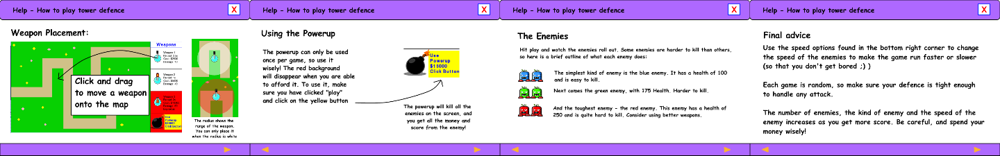 Help - How to play tower defence
X
Weapon Placement:
Weapons
Weapon 1
Weapon 2
Click and drag
to move a weapon
onto the map
Use
Powerup
$15000
Click Button
The radius shows the
range of the weapon.
You can only place it
when the radius is white
Help - How to play tower defence
X
Using the Powerup
The powerup can only be used
once per game, so use it
wisely! The red background
will disappear when you are able
to afford it. To use it, make
sure you have clicked "play"
and click on the yellow button
Use
Powerup
$15000
Click Button
The powerup will kill all the
enemies on the screen, and
you get all the money and
score from the enemy!
Help - How to play tower defence
X
The Enemies
Hit play and watch the enemies roll out. Some enemies are harder to kill than others,
so here is a brief outline of what each enemy does:
The simplest kind of enemy is the blue enemy. It has a health of 100
and is easy to kill.
Next comes the green enemy, with 175 Health. Harder to kill.
And the toughest enemy - the red enemy. This enemy has a health of
250 and is quite hard to kill. Consider using better weapons.
Help - How to play tower defence
X
Final advice
Use the speed options found in the bottom right corner to change
the speed of the enemies to make the game run faster or slower
(so that you don't get bored ;) )
Each game is random, so make sure your defence is tight enough
to handle any attack.
The number of enemies, the kind of enemy and the speed of the
enemy increases as you get more score. Be careful, and spend your
money wisely!